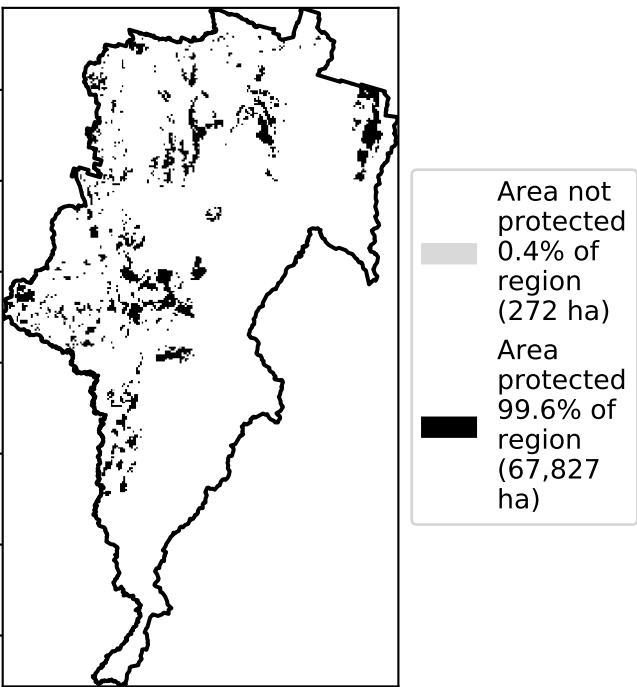 Area not
protected
0.4% of
region
(272 ha)
Area
protected
99.6% of
region
(67,827
ha)